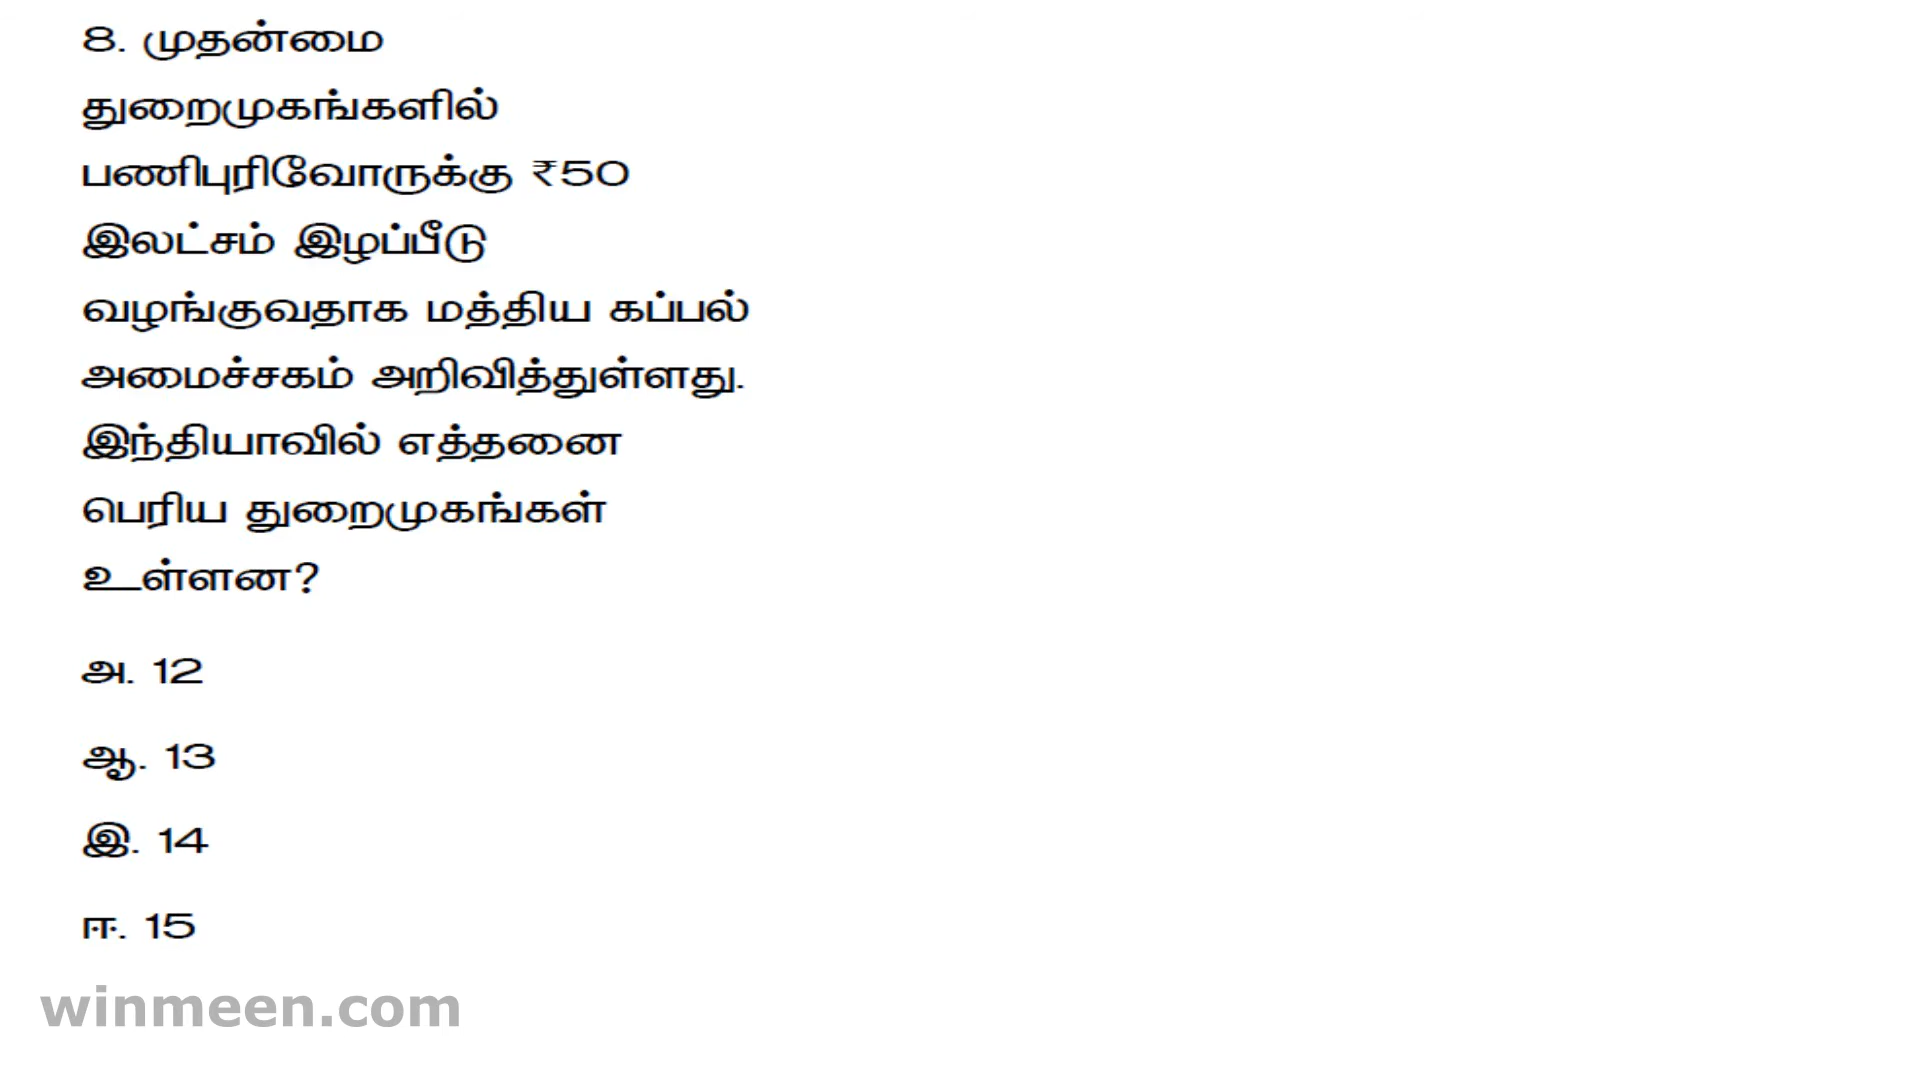 8. முதன்மை
துறைமுகங்களில்
பணிபுரிவோருக்கு ₹50
இலட்சம் இழப்பீடு
வழங்குவதாக மத்திய கப்பல்
அமைச்சகம் அறிவித்துள்ளது.
இந்தியாவில் எத்தனை
பெரிய துறைமுகங்கள்
உள்ளன?
அ. 12
ஆ. 13
இ. 14
ஈ. 15
winmeen.com